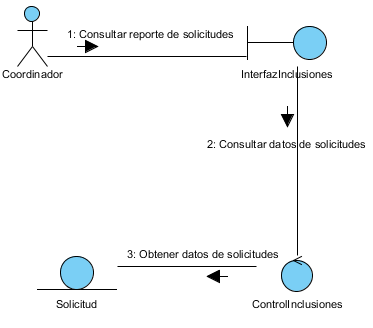 1: Consultar reporte de solicitudes
Coordinador
InterfazInclusiones
2: Consultar datos de solicitudes
3: Obtener datos de solicitudes
Solicitud
ControlInclusiones